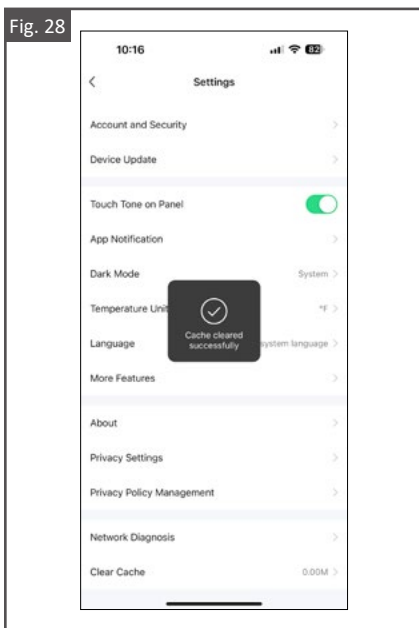 Fig. 28
10:16
82
Settings
Account and Security
Device Update
Touch Tone on Panel
App Notification
Dark Mode System
Temperature Unit °F
Cache cleared
successfully
Language system language
More Features
About
Privacy Settings
Privacy Policy Management
Network Diagnosis
Clear Cache 0.00M